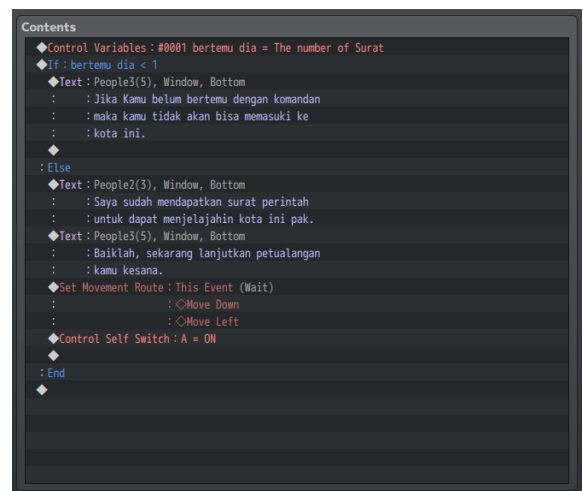 Contents
◆Control Variables：#0001 bertemu dia = The number of Surat
◆If：bertemu dia < 1
◆Text：People3(5), Window, Bottom
：　：Jika Kamu belum bertemu dengan komandan
：　：maka kamu tidak akan bisa memasuki ke
：　：kota ini.
◆
：Else
◆Text：People2(3), Window, Bottom
：　：Saya sudah mendapatkan surat perintah
：　：untuk dapat menjelajahin kota ini pak.
◆Text：People3(5), Window, Bottom
：　：Baiklah, sekarang lanjutkan petualangan
：　：kamu kesana.
◆Set Movement Route：This Event (Wait)
：　：◇Move Down
：　：◇Move Left
◆Control Self Switch：A = ON
◆
：End
◆